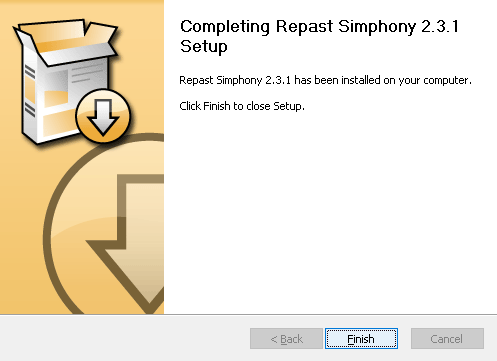 Completing Repast Simphony 2.3.1
Setup
Repast Simphony 2.3.1 has been installed on your computer.
Click Finish to close Setup.
< Back
Finish
Cancel